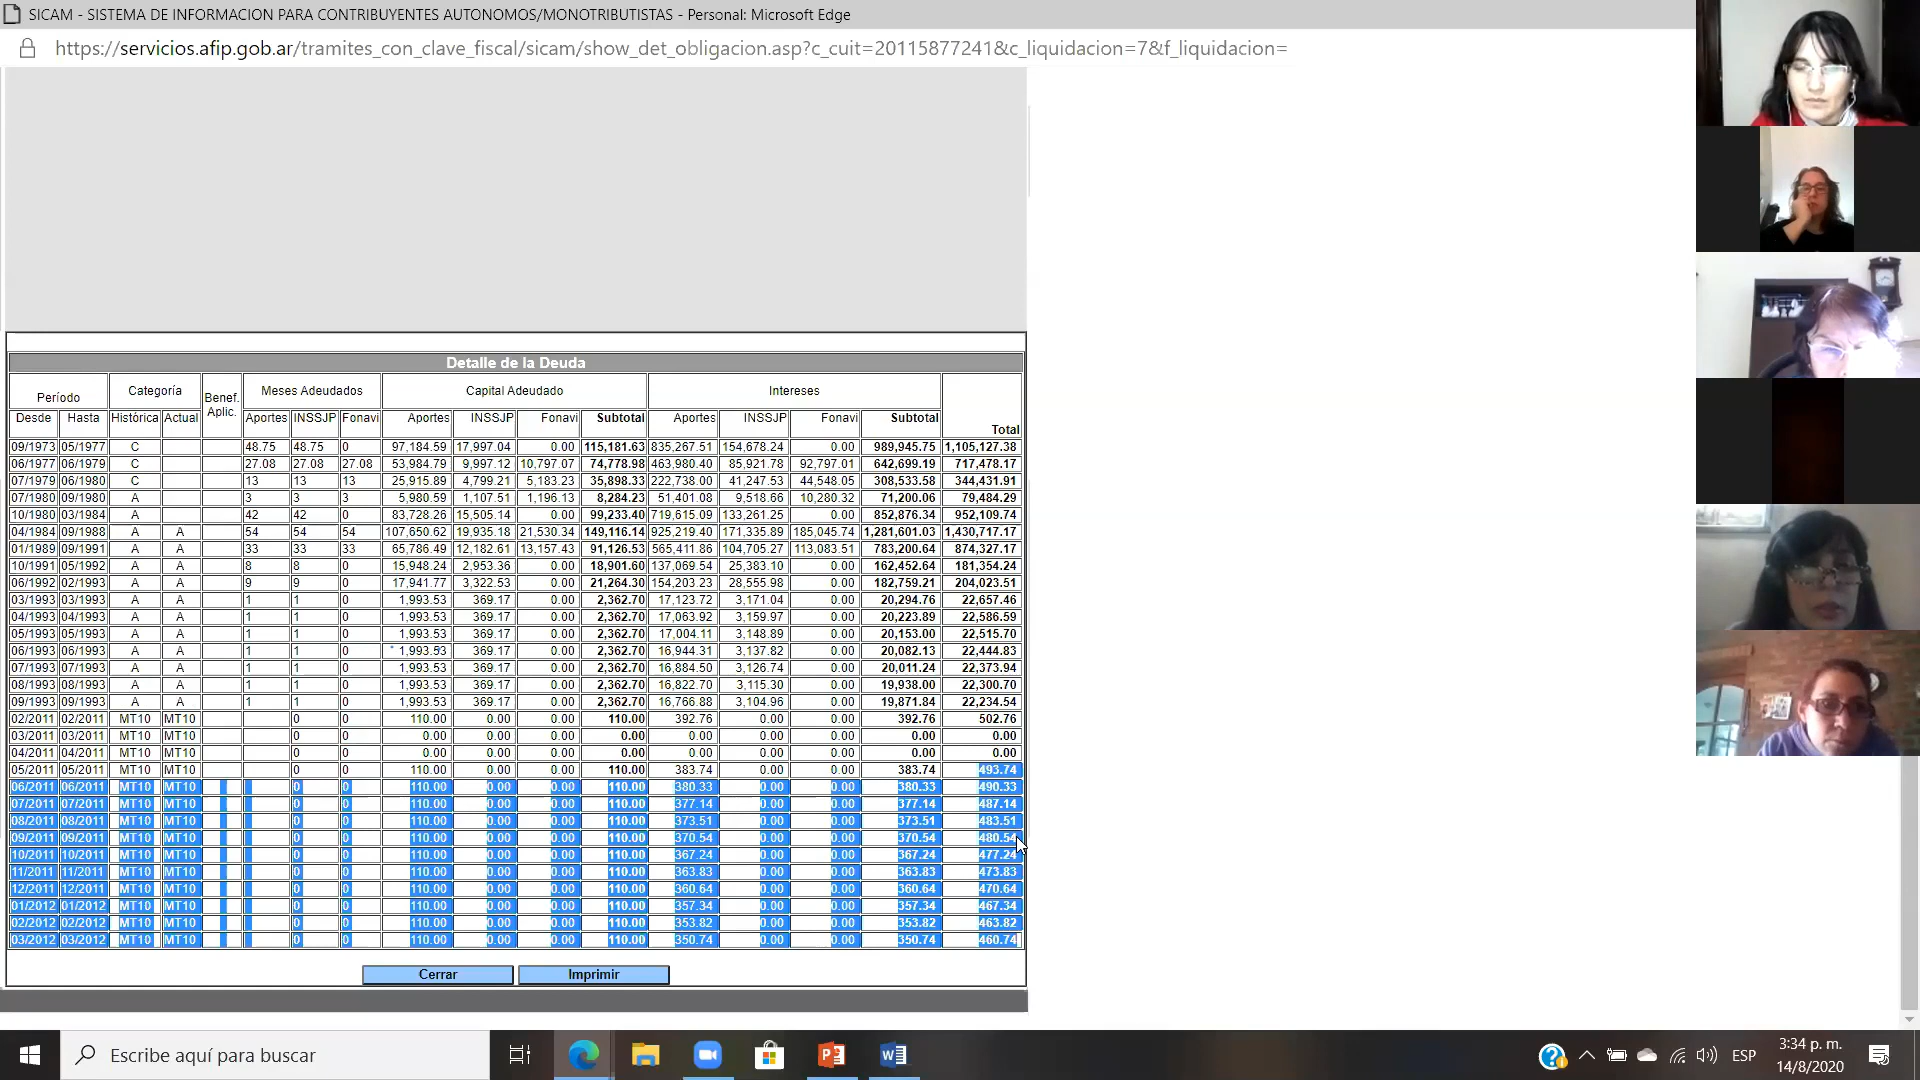 SICAM - SISTEMA DE INFORMACION PARA CONTRIBUYENTES AUTONOMOS/MONOTRIBUTISTAS - Personal: Microsoft Edge
https://servicios.afip.gob.ar/tramites_con_clave_fiscal/sicam/show_det_obligacion.asp?c_cuit=20115877241&c_liquidacion=7&f_liquidacion=
Detalle de la Deuda
Período Categoría Benef. Aplic. Meses Adeudados Capital Adeudado Intereses Total
Desde Hasta Histórica Actual Aportes INSSJP Fonavi Aportes INSSJP Fonavi Subtotal Aportes INSSJP Fonavi Subtotal
09/1973 05/1977 C 48.75 48.75 0 97,184.59 17,997.04 0.00 115,181.63 835,267.51 154,678.24 0.00 989,945.75 1,105,127.38
06/1977 06/1979 C 27.08 27.08 27.08 53,984.79 9,997.12 10,797.07 74,778.98 463,980.40 85,921.78 92,797.01 642,699.19 717,478.17
07/1979 06/1980 C 13 13 13 25,915.89 4,799.21 5,183.23 35,898.33 222,738.00 41,247.53 44,548.05 308,533.58 344,431.91
07/1980 09/1980 A 3 3 3 5,980.59 1,107.51 1,196.13 8,284.23 51,401.08 9,518.66 10,280.32 71,200.06 79,484.29
10/1980 03/1984 A 42 42 0 83,728.26 15,505.14 0.00 99,233.40 719,615.09 133,261.25 0.00 852,876.34 952,109.74
04/1984 09/1988 A A 54 54 54 107,650.62 19,935.18 21,530.34 149,116.14 925,219.40 171,335.89 185,045.74 1,281,601.03 1,430,717.17
01/1989 09/1991 A A 33 33 33 65,786.49 12,182.61 13,157.43 91,126.53 565,411.86 104,705.27 113,083.51 783,200.64 874,327.17
10/1991 05/1992 A A 8 8 0 15,948.24 2,953.36 0.00 18,901.60 137,069.54 25,383.10 0.00 162,452.64 181,354.24
06/1992 02/1993 A A 9 9 0 17,941.77 3,322.53 0.00 21,264.30 154,203.23 28,555.98 0.00 182,759.21 204,023.51
03/1993 03/1993 A A 1 1 0 1,993.53 369.17 0.00 2,362.70 17,123.72 3,171.04 0.00 20,294.76 22,657.46
04/1993 04/1993 A A 1 1 0 1,993.53 369.17 0.00 2,362.70 17,063.92 3,159.97 0.00 20,223.89 22,586.59
05/1993 05/1993 A A 1 1 0 1,993.53 369.17 0.00 2,362.70 17,004.11 3,148.89 0.00 20,153.00 22,515.70
06/1993 06/1993 A A 1 1 0 1,993.53 369.17 0.00 2,362.70 16,944.31 3,137.82 0.00 20,082.13 22,444.83
07/1993 07/1993 A A 1 1 0 1,993.53 369.17 0.00 2,362.70 16,884.50 3,126.74 0.00 20,011.24 22,373.94
08/1993 08/1993 A A 1 1 0 1,993.53 369.17 0.00 2,362.70 16,822.70 3,115.30 0.00 19,938.00 22,300.70
09/1993 09/1993 A A 1 1 0 1,993.53 369.17 0.00 2,362.70 16,766.88 3,104.96 0.00 19,871.84 22,234.54
02/2011 02/2011 MT10 MT10 0 0 110.00 0.00 0.00 110.00 392.76 0.00 0.00 392.76 502.76
03/2011 03/2011 MT10 MT10 0 0 0.00 0.00 0.00 0.00 0.00 0.00 0.00 0.00 0.00
04/2011 04/2011 MT10 MT10 0 0 0.00 0.00 0.00 0.00 0.00 0.00 0.00 0.00 0.00
05/2011 05/2011 MT10 MT10 0 0 110.00 0.00 0.00 110.00 383.74 0.00 0.00 383.74 493.74
06/2011 06/2011 MT10 MT10 0 0 110.00 0.00 0.00 110.00 380.33 0.00 0.00 380.33 490.33
07/2011 07/2011 MT10 MT10 0 0 110.00 0.00 0.00 110.00 377.14 0.00 0.00 377.14 487.14
08/2011 08/2011 MT10 MT10 0 0 110.00 0.00 0.00 110.00 373.51 0.00 0.00 373.51 483.51
09/2011 09/2011 MT10 MT10 0 0 110.00 0.00 0.00 110.00 370.54 0.00 0.00 370.54 480.54
10/2011 10/2011 MT10 MT10 0 0 110.00 0.00 0.00 110.00 367.24 0.00 0.00 367.24 477.24
11/2011 11/2011 MT10 MT10 0 0 110.00 0.00 0.00 110.00 363.83 0.00 0.00 363.83 473.83
12/2011 12/2011 MT10 MT10 0 0 110.00 0.00 0.00 110.00 360.64 0.00 0.00 360.64 470.64
01/2012 01/2012 MT10 MT10 0 0 110.00 0.00 0.00 110.00 357.34 0.00 0.00 357.34 467.34
02/2012 02/2012 MT10 MT10 0 0 110.00 0.00 0.00 110.00 353.82 0.00 0.00 353.82 463.82
03/2012 03/2012 MT10 MT10 0 0 110.00 0.00 0.00 110.00 350.74 0.00 0.00 350.74 460.74
Cerrar Imprimir
Escribe aquí para buscar
ESP
3:34 p. m.
14/8/2020